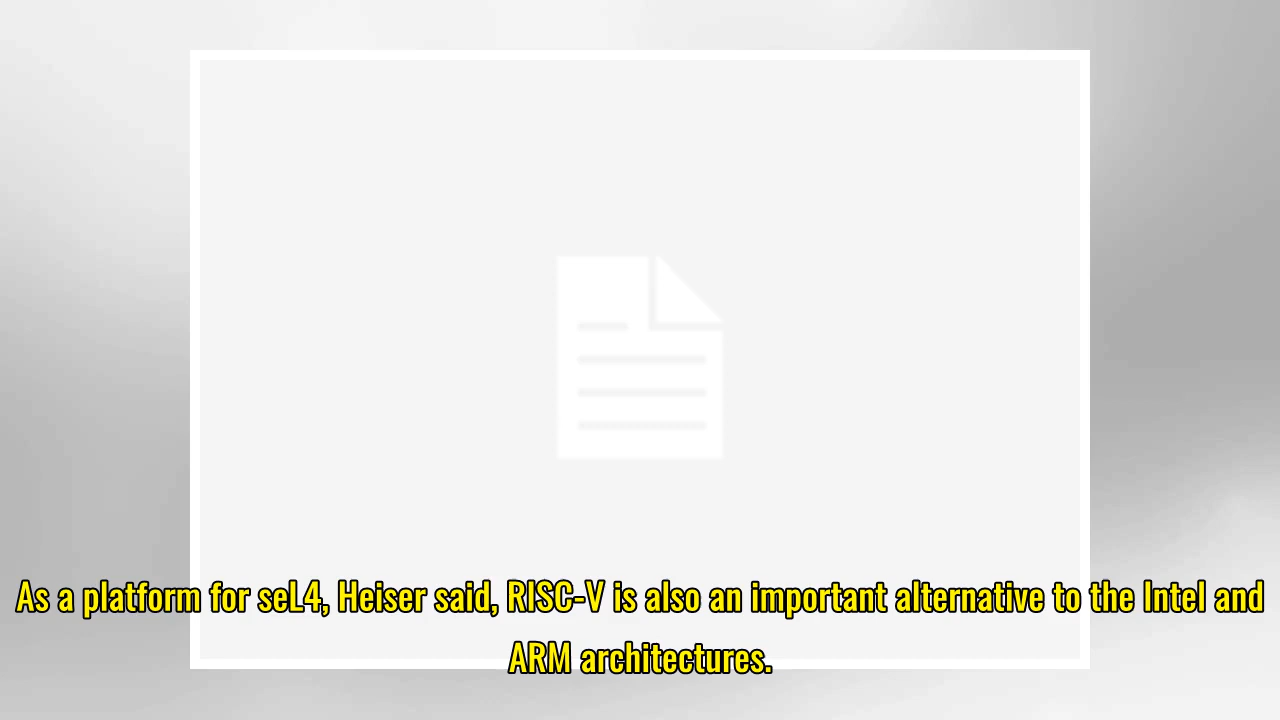 As a platform for seL4, Heiser said, RISC-V is also an important alternative to the Intel and
ARM architectures.